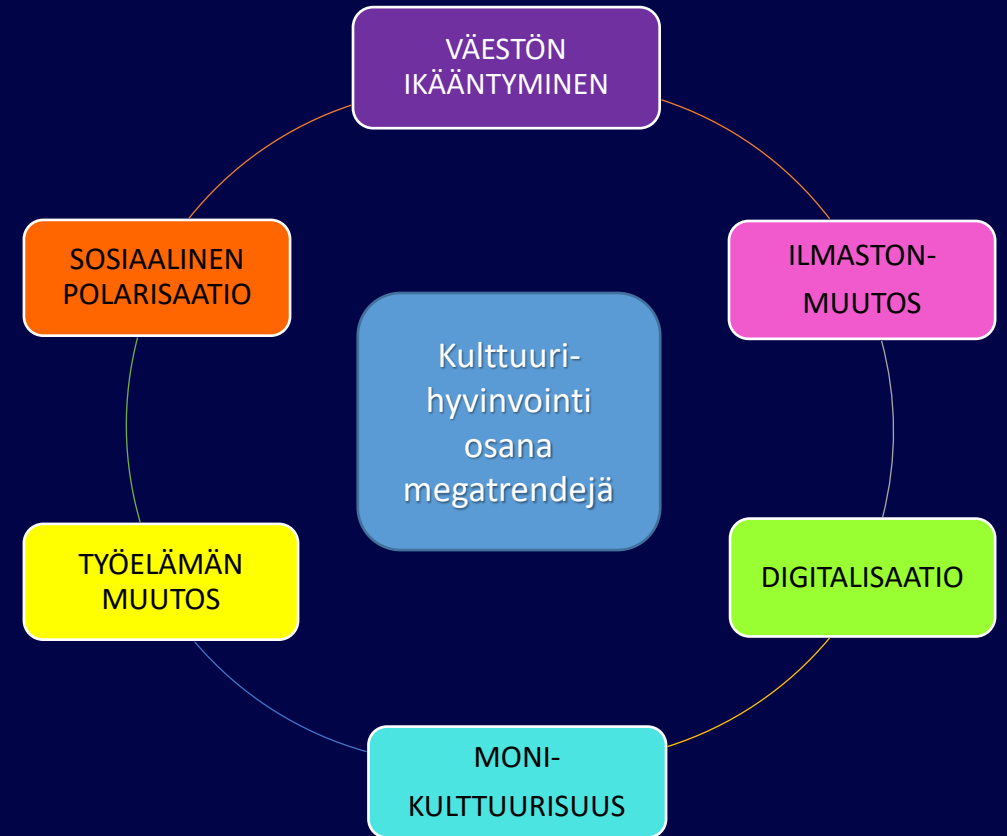 VÄESTÖN
IKÄÄNTYMINEN
SOSIAALINEN
POLARISAATIO
ILMASTON-
MUUTOS
Kulttuuri-
hyvinvointi
osana
megatrendejä
TYÖELÄMÄN
MUUTOS
DIGITALISAATIO
MONI-
KULTTUURISUUS